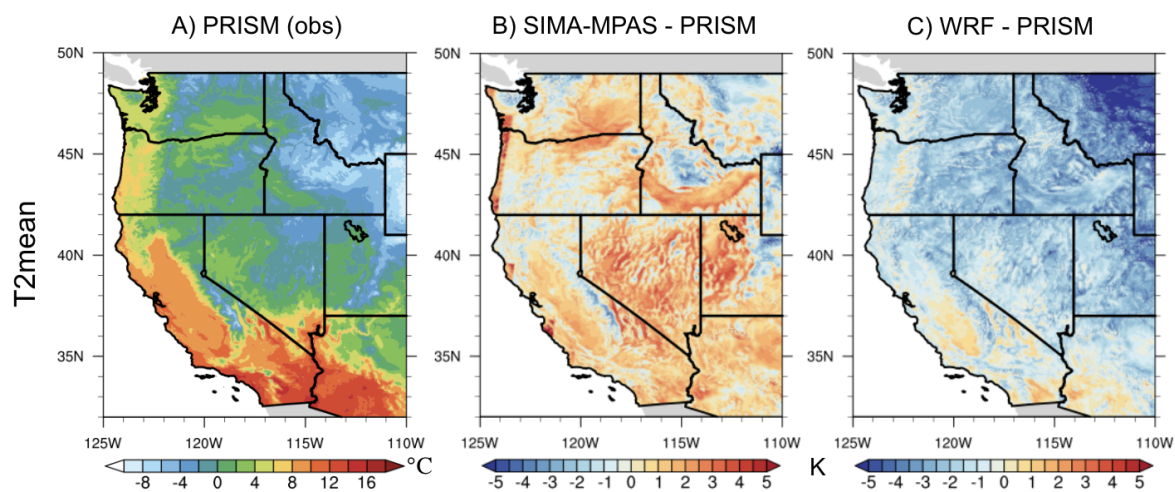 A) PRISM (obs) B) SIMA-MPAS - PRISM C) WRF - PRISM
T2mean
50N 50N 50N
45N 45N 45N
40N 40N 40N
35N 35N 35N
125W 120W 115W 110W 125W 120W 115W 110W 125W 120W 115W 110W
-8 -4 0 4 8 12 16 °C -5 -4 -3 -2 -1 0 1 2 3 4 5 K -5 -4 -3 -2 -1 0 1 2 3 4 5